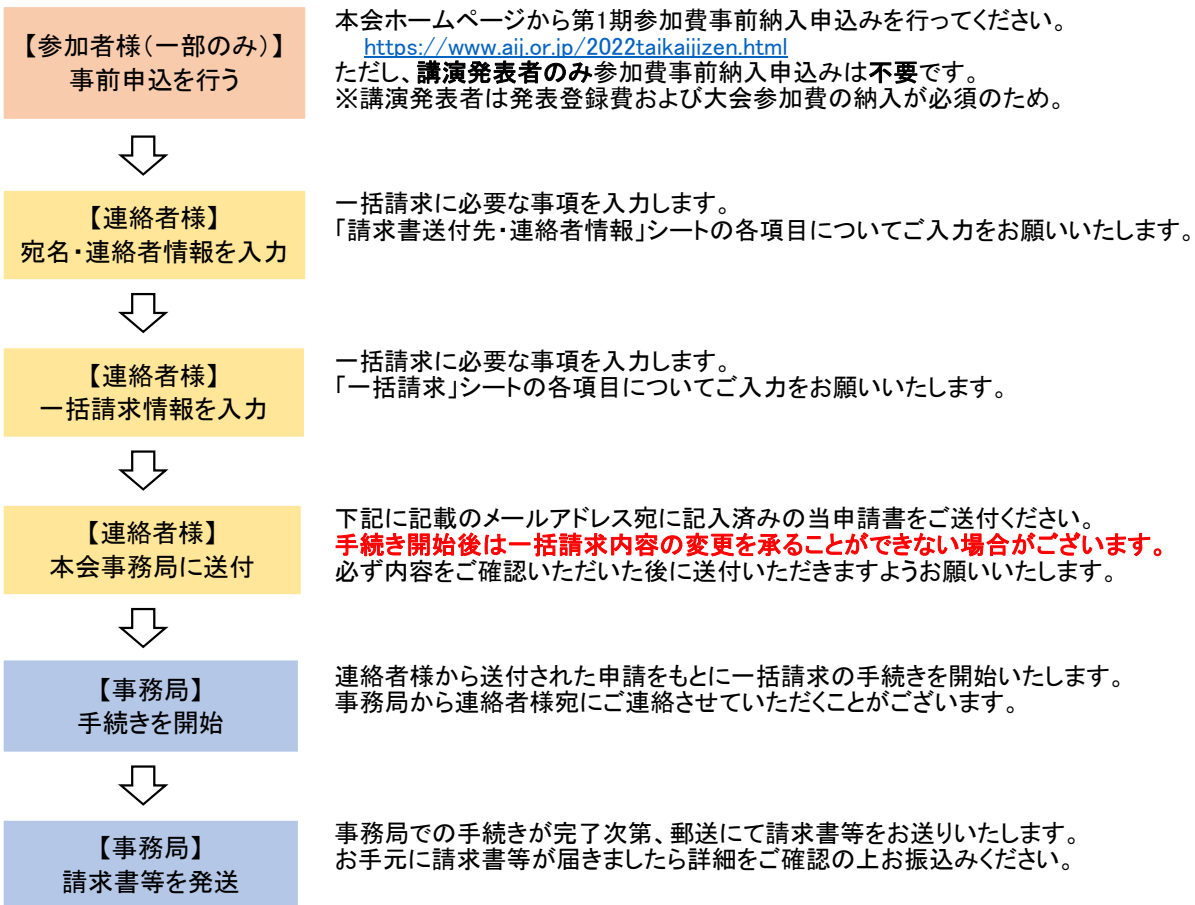 【参加者様（一部のみ）】
事前申込を行う
本会ホームページから第1期参加費事前納入申込みを行ってください。
https://www.aij.or.jp/2022taikaijizen.html
ただし、講演発表者のみ参加費事前納入申込みは不要です。
※講演発表者は発表登録費および大会参加費の納入が必須のため。
【連絡者様】
宛名・連絡者情報を入力
一括請求に必要な事項を入力します。
「請求書送付先・連絡者情報」シートの各項目についてご入力をお願いいたします。
【連絡者様】
一括請求情報を入力
一括請求に必要な事項を入力します。
「一括請求」シートの各項目についてご入力をお願いいたします。
【連絡者様】
本会事務局に送付
下記に記載のメールアドレス宛に記入済みの当申請書をご送付ください。
手続き開始後は一括請求内容の変更を承ることができない場合がございます。
必ず内容をご確認いただいた後に送付いただきますようお願いいたします。
【事務局】
手続きを開始
連絡者様から送付された申請をもとに一括請求の手続きを開始いたします。
事務局から連絡者様宛にご連絡させていただくことがございます。
【事務局】
請求書等を発送
事務局での手続きが完了次第、郵送にて請求書等をお送りいたします。
お手元に請求書等が届きましたら詳細をご確認の上お振込みください。